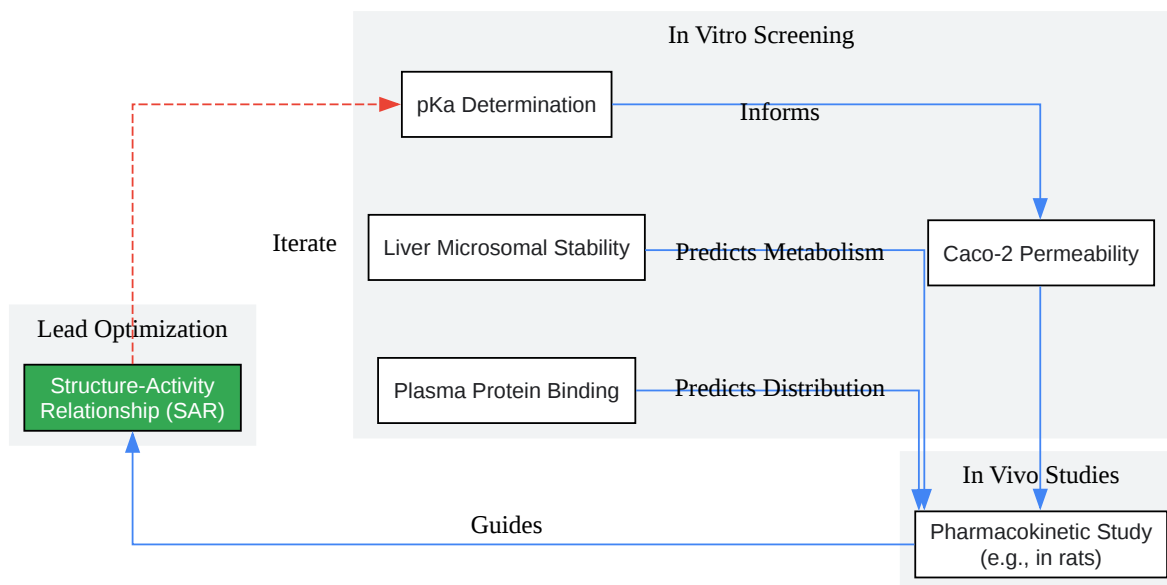 In Vitro Screening
pKa Determination
Informs
Iterate
Liver Microsomal Stability
Predicts Metabolism
Caco-2 Permeability
Lead Optimization
Structure-Activity
Relationship (SAR)
Plasma Protein Binding
Predicts Distribution
In Vivo Studies
Guides
Pharmacokinetic Study
(e.g., in rats)